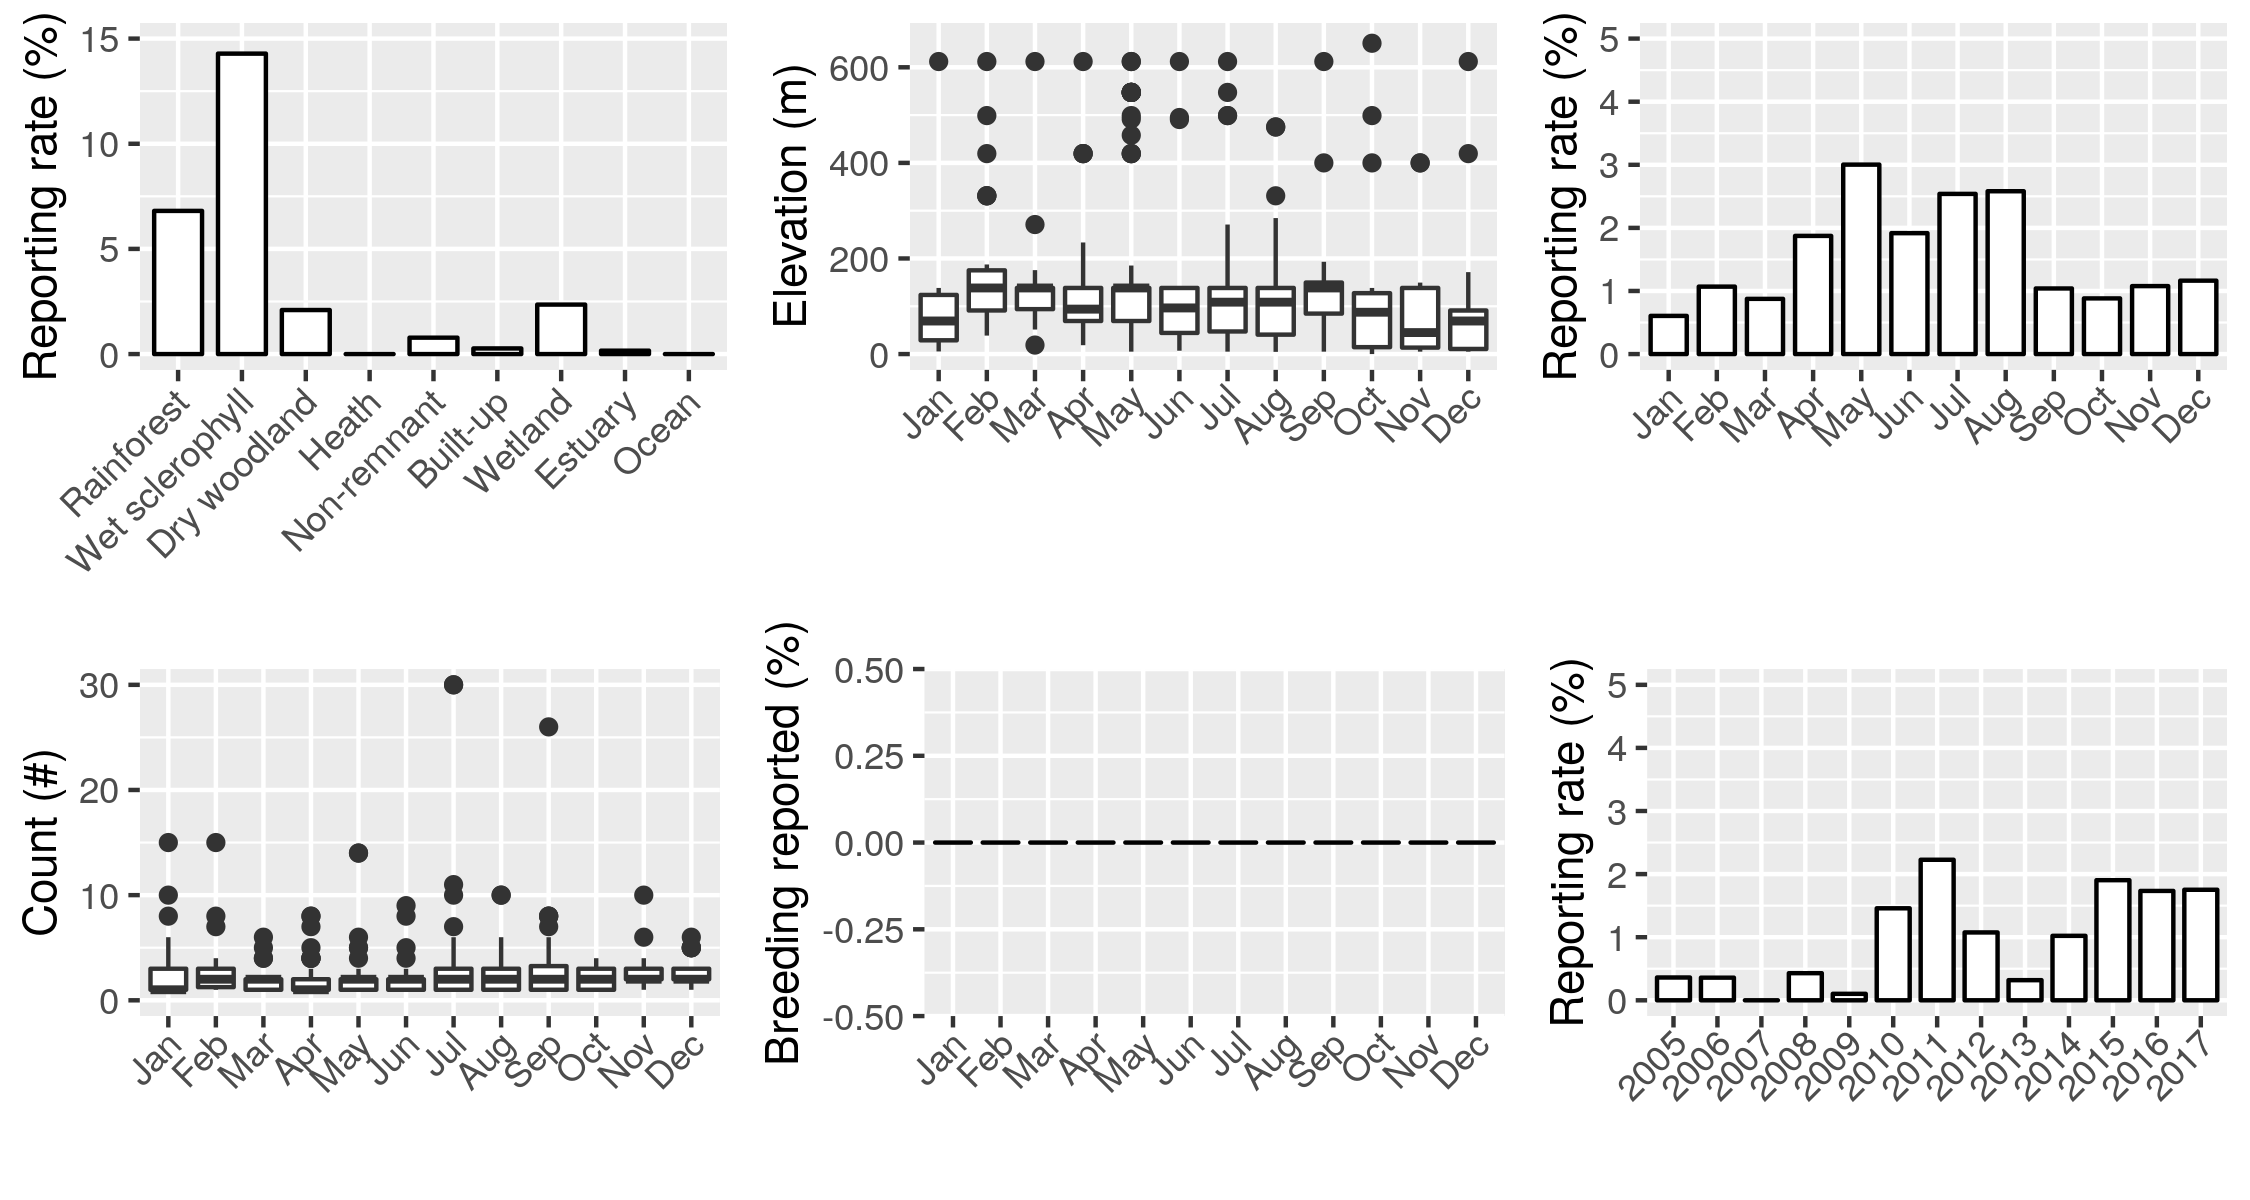 Reporting rate (%)
15
10
5
0
Rainforest
Wet sclerophyll
Dry woodland
Heath
Non-remnant
Built-up
Wetland
Estuary
Ocean
Elevation (m)
600
400
200
0
Jan Feb Mar Apr May Jun Jul Aug Sep Oct Nov Dec
Reporting rate (%)
5
4
3
2
1
0
Jan Feb Mar Apr May Jun Jul Aug Sep Oct Nov Dec
Count (#)
30
20
10
0
Jan Feb Mar Apr May Jun Jul Aug Sep Oct Nov Dec
Breeding reported (%)
0.50
0.25
0.00
-0.25
-0.50
Jan Feb Mar Apr May Jun Jul Aug Sep Oct Nov Dec
Reporting rate (%)
5
4
3
2
1
0
2005 2006 2007 2008 2009 2010 2011 2012 2013 2014 2015 2016 2017